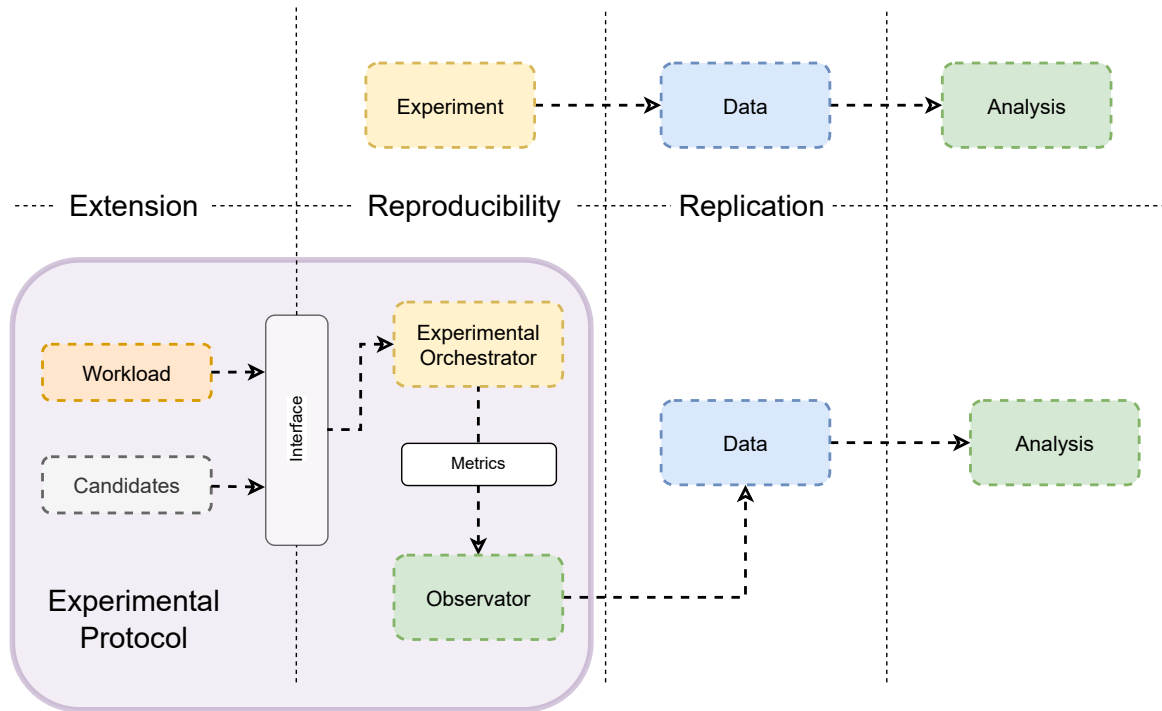 Experiment
Data
Analysis
Extension
Reproducibility
Replication
Workload
Candidates
Interface
Experimental
Orchestrator
Metrics
Observator
Data
Analysis
Experimental
Protocol